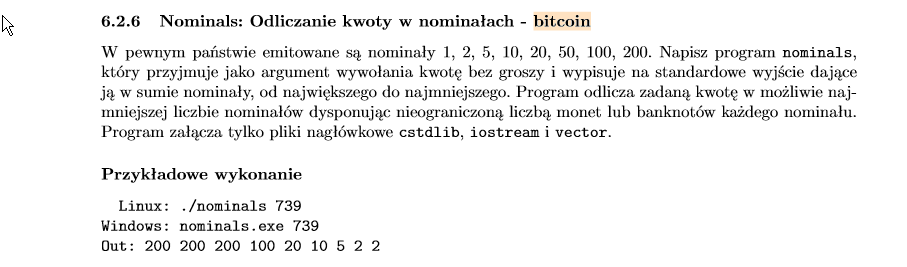 6.2.6 Nominals: Odliczanie kwoty w nominałach - bitcoin
W pewnym państwie emitowane są nominały 1, 2, 5, 10, 20, 50, 100, 200. Napisz program nominals,
który przyjmuje jako argument wywołania kwotę bez groszy i wypisuje na standardowe wyjście dające
ją w sumie nominały, od największego do najmniejszego. Program odlicza zadaną kwotę w możliwie naj-
mniejszej liczbie nominałów dysponując nieograniczoną liczbą monet lub banknotów każdego nominału.
Program załącza tylko pliki nagłówkowe cstdlib, iostream i vector.
Przykładowe wykonanie
Linux: ./nominals 739
Windows: nominals.exe 739
Out: 200 200 200 100 20 10 5 2 2